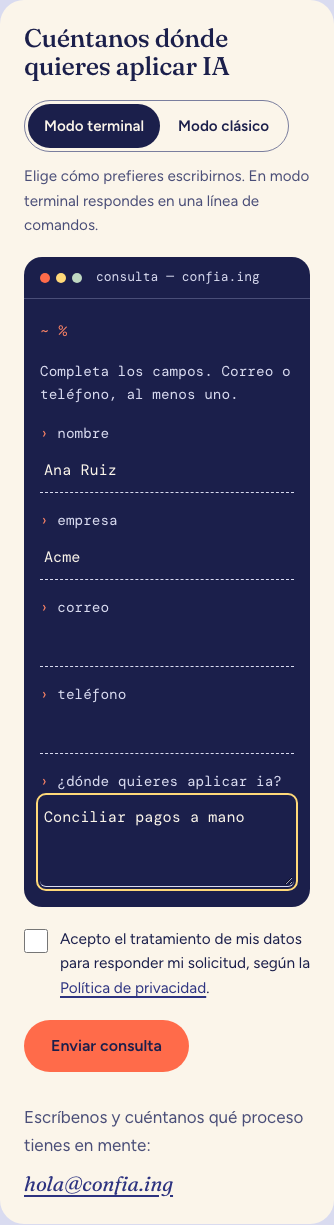 Cuéntanos dónde
quieres aplicar IA
Modo terminal
Modo clásico
Elige cómo prefieres escribirnos. En modo
terminal respondes en una línea de
comandos.
consulta — confia.ing
~ %
Completa los campos. Correo o
teléfono, al menos uno.
› nombre
Ana Ruiz
› empresa
Acme
› correo
› teléfono
› ¿dónde quieres aplicar ia?
Conciliar pagos a mano
Acepto el tratamiento de mis datos
para responder mi solicitud, según la
Política de privacidad.
Enviar consulta
Escríbenos y cuéntanos qué proceso
tienes en mente:
hola@confia.ing